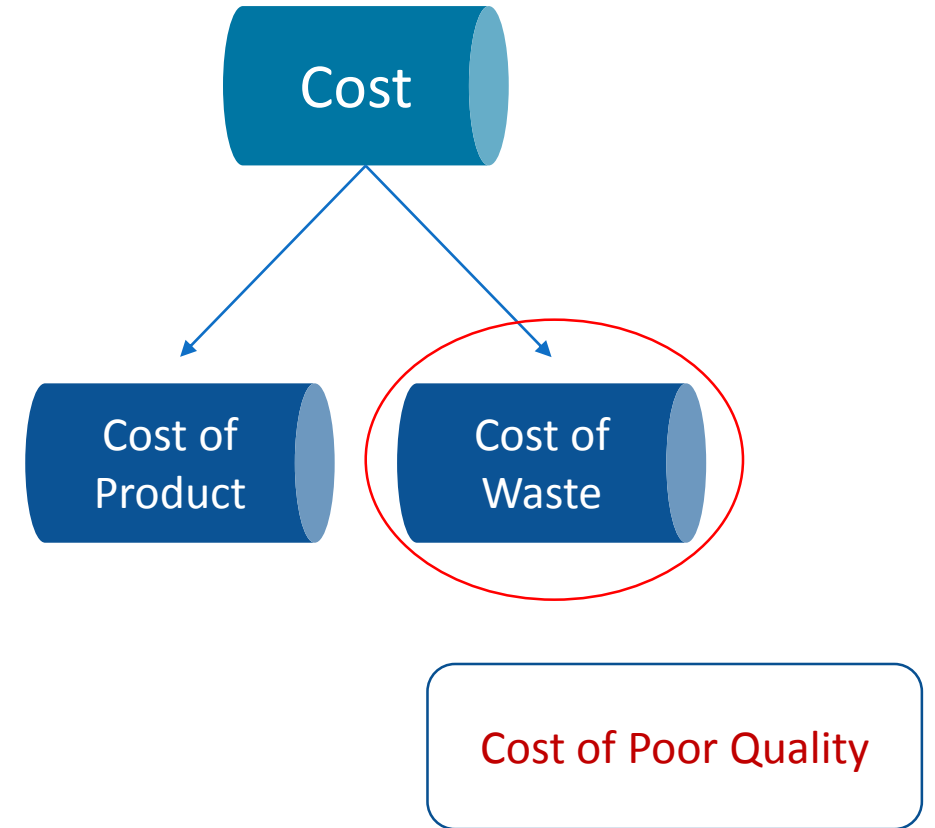 Cost
Cost of
Product
Cost of
Waste
Cost of Poor Quality